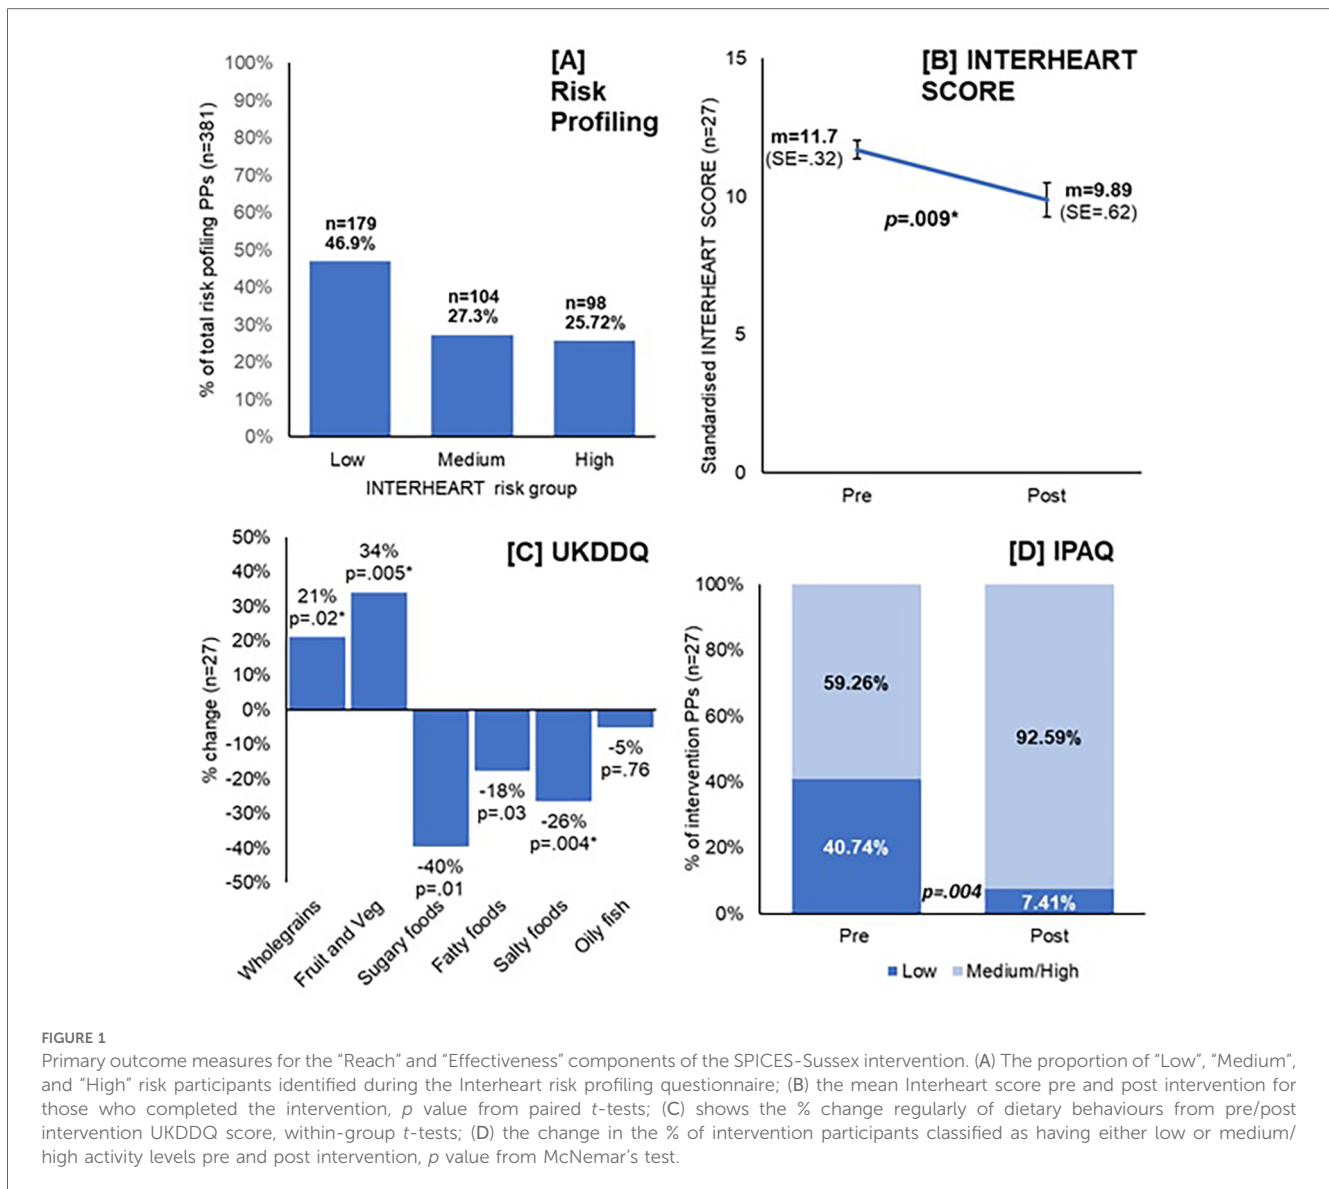 [A]
Risk
Profiling
% of total risk pofiling PPs (n=381)
100%
90%
80%
70%
60%
50%
40%
30%
20%
10%
0%
n=179
46.9%
n=104
27.3%
n=98
25.72%
Low
Medium
High
INTERHEART risk group
[B] INTERHEART
SCORE
Standardised INTERHEART SCORE (n=27)
15
10
5
0
m=11.7
(SE=.32)
p=.009*
m=9.89
(SE=.62)
Pre
Post
[C] UKDDQ
% change (n=27)
50%
40%
30%
20%
10%
0%
-10%
-20%
-30%
-40%
-50%
21%
p=.02*
34%
p=.005*
-40%
p=.01
-18%
p=.03
-26%
p=.004*
-5%
p=.76
Wholegrains
Fruit and Veg
Sugary foods
Fatty foods
Salty foods
Oily fish
[D] IPAQ
% of intervention PPs (n=27)
100%
80%
60%
40%
20%
0%
59.26%
40.74%
p=.004
92.59%
7.41%
Pre
Post
Low
Medium/High
FIGURE 1
Primary outcome measures for the “Reach” and “Effectiveness” components of the SPICES-Sussex intervention. (A) The proportion of “Low”, “Medium”,
and “High” risk participants identified during the Interheart risk profiling questionnaire; (B) the mean Interheart score pre and post intervention for
those who completed the intervention, p value from paired t-tests; (C) shows the % change regularly of dietary behaviours from pre/post
intervention UKDDQ score, within-group t-tests; (D) the change in the % of intervention participants classified as having either low or medium/
high activity levels pre and post intervention, p value from McNemar’s test.